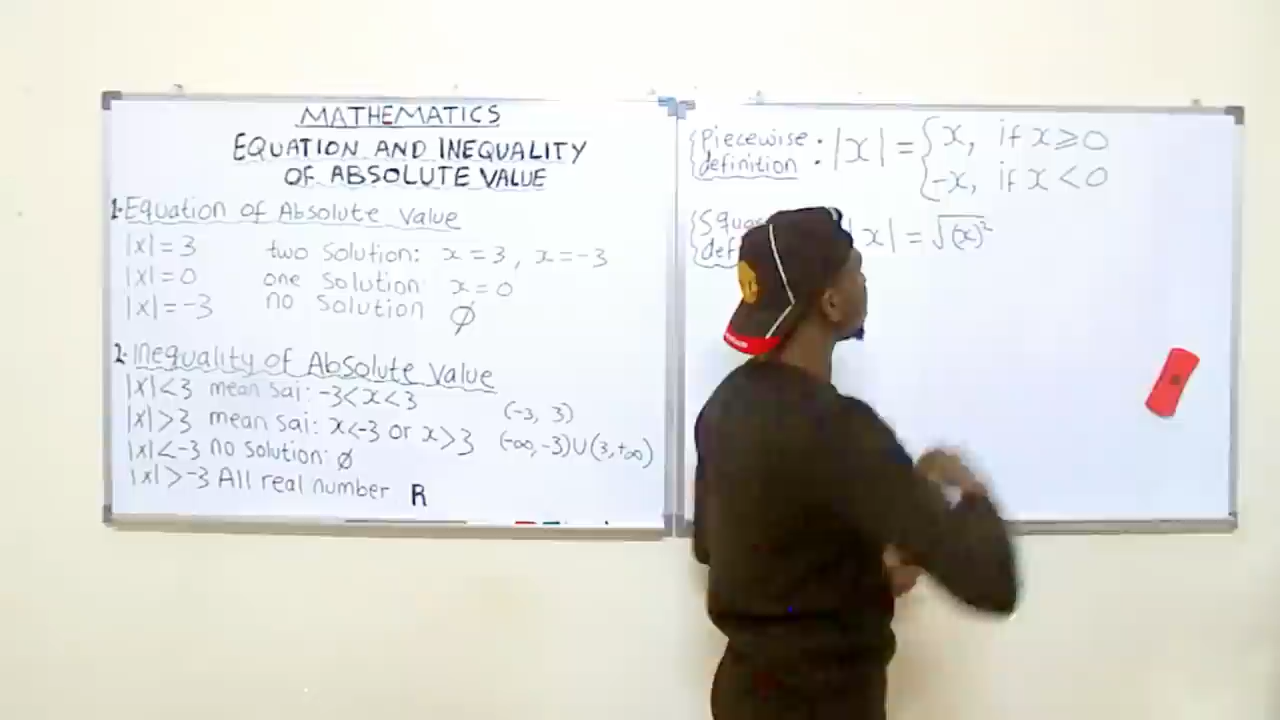 MATHEMATICS
EQUATION AND INEQUALITY
OF ABSOLUTE VALUE
1. Equation of Absolute Value
|x| = 3 two solution: x = 3, x = -3
|x| = 0 one solution x = 0
|x| = -3 no solution ∅
2. Inequality of Absolute Value
|x| < 3 mean sai: -3 < x < 3 (-3, 3)
|x| > 3 mean sai: x < -3 or x > 3 (-∞, -3) ∪ (3, +∞)
|x| < -3 no solution: ∅
|x| > -3 All real number R
Piecewise definition: |x| = { x, if x ≥ 0
-x, if x < 0
|x| = √(x)²